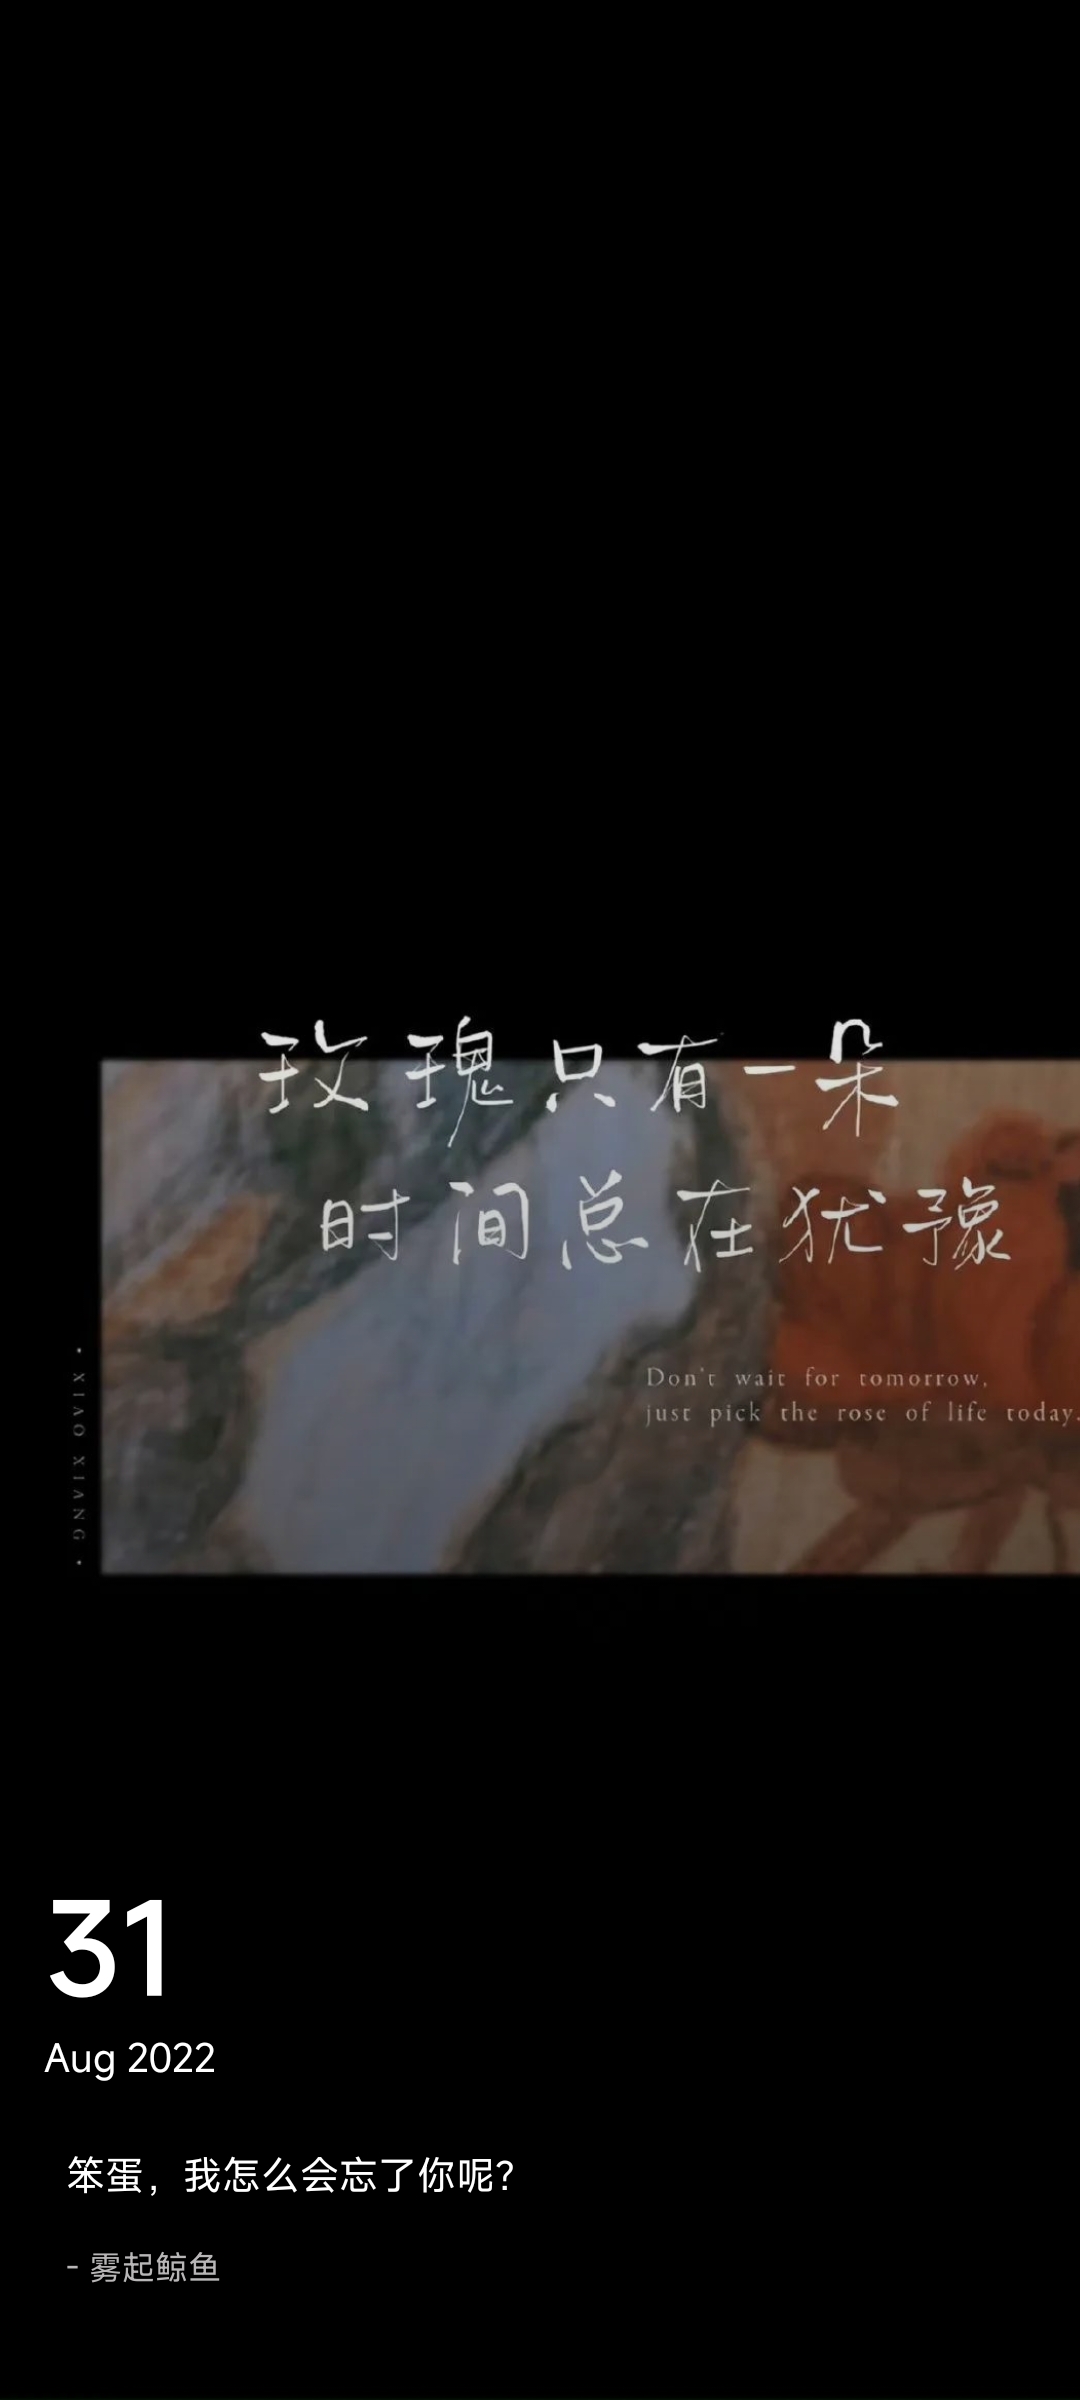 玫瑰只有一朵
时间总在犹豫
Don't wait for tomorrow,
just pick the rose of life today.
• XIAO XIANG •
31
Aug 2022
笨蛋，我怎么会忘了你呢？
- 雾起鲸鱼